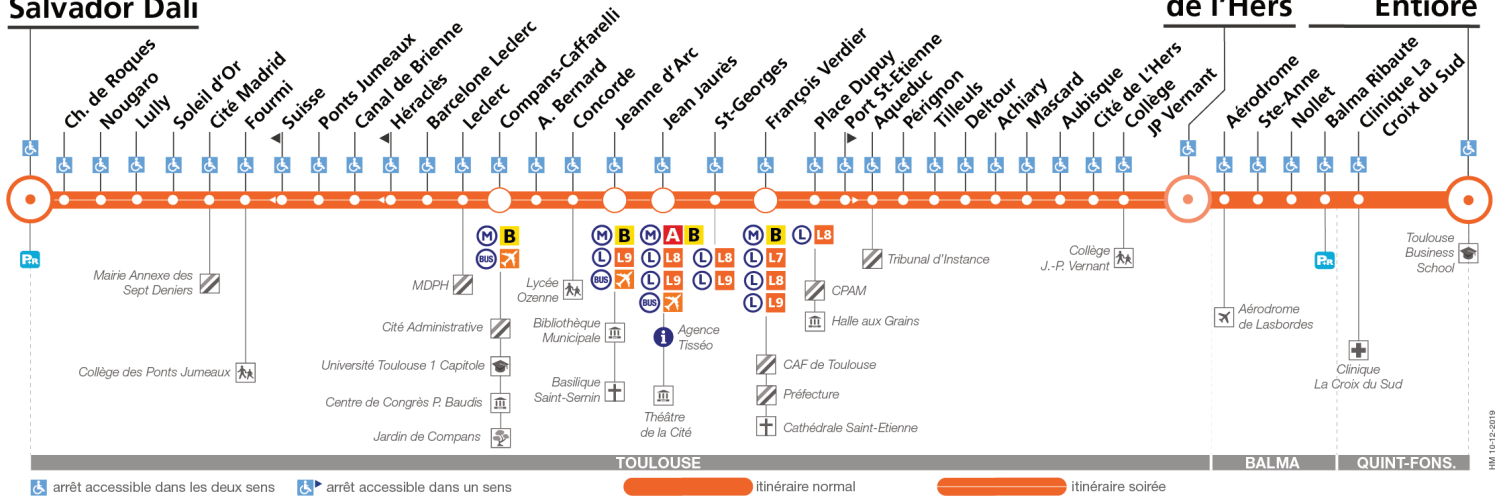 Salvador Dali
de l'Hers
Entiore
Ch. de Roques
Nougaro
Lully
Soleil d'Or
Cité Madrid
Fourmi
Suisse
Ponts Jumeaux
Canal de Brienne
Héraclès
Barcelone Leclerc
Leclerc
Compans-Caffarelli
A. Bernard
Concorde
Jeanne d'Arc
Jean Jaurès
St-Georges
François Verdier
Place Dupuy
Port St-Etienne
Aqueduc
Pérignon
Tilleuls
Deltour
Achiary
Mascard
Aubisque
Cité de L'Hers
Collège
JP Vernant
Aérodrome
Ste-Anne
Nollet
Balma Ribaute
Clinique La
Croix du Sud
P+R
Mairie Annexe des
Sept Deniers
Collège des Ponts Jumeaux
MDPH
M B
BUS
Cité Administrative
Université Toulouse 1 Capitole
Centre de Congrès P. Baudis
Jardin de Compans
Lycée
Ozenne
M B
L L9
BUS
Bibliothèque
Municipale
Basilique
Saint-Sernin
M A B
L L8
L L9
BUS
i Agence
Tisséo
Théâtre
de la Cité
L L8
L L9
M B
L L7
L L8
L L9
CAF de Toulouse
Préfecture
Cathédrale Saint-Etienne
L L8
CPAM
Halle aux Grains
Tribunal d'Instance
Collège
J.-P. Vernant
Aérodrome
de Lasbordes
P+R
Clinique
La Croix du Sud
Toulouse
Business
School
TOULOUSE
BALMA
QUINT-FONS.
HM 10-12-2019
arrêt accessible dans les deux sens
arrêt accessible dans un sens
itinéraire normal
itinéraire soirée